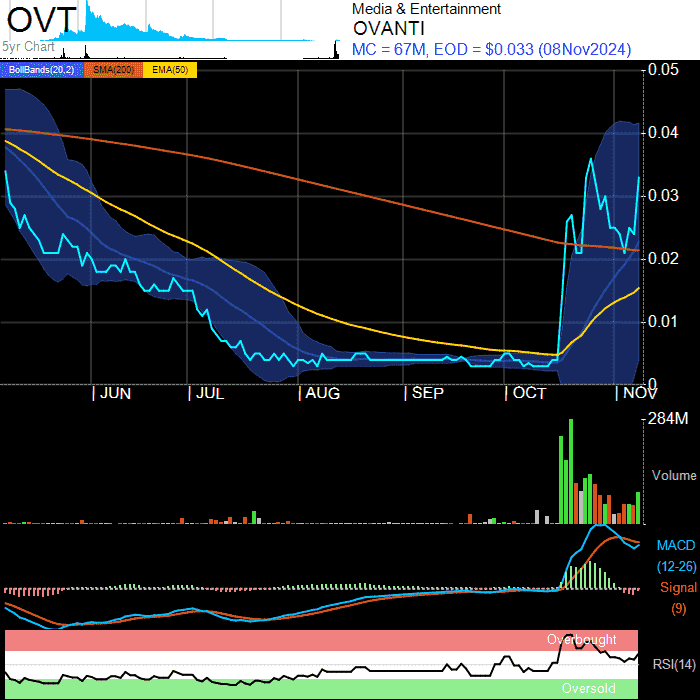 OVT
5yr Chart
Media & Entertainment
OVANTI
MC = 67M, EOD = $0.033 (08Nov2024)
BollBands(20,2) SMA(200) EMA(50)
0.05
0.04
0.03
0.02
0.01
0
| JUN | JUL | AUG | SEP | OCT | NOV
284M
Volume
MACD
(12-26)
Signal
(9)
Overbought
RSI(14)
Oversold